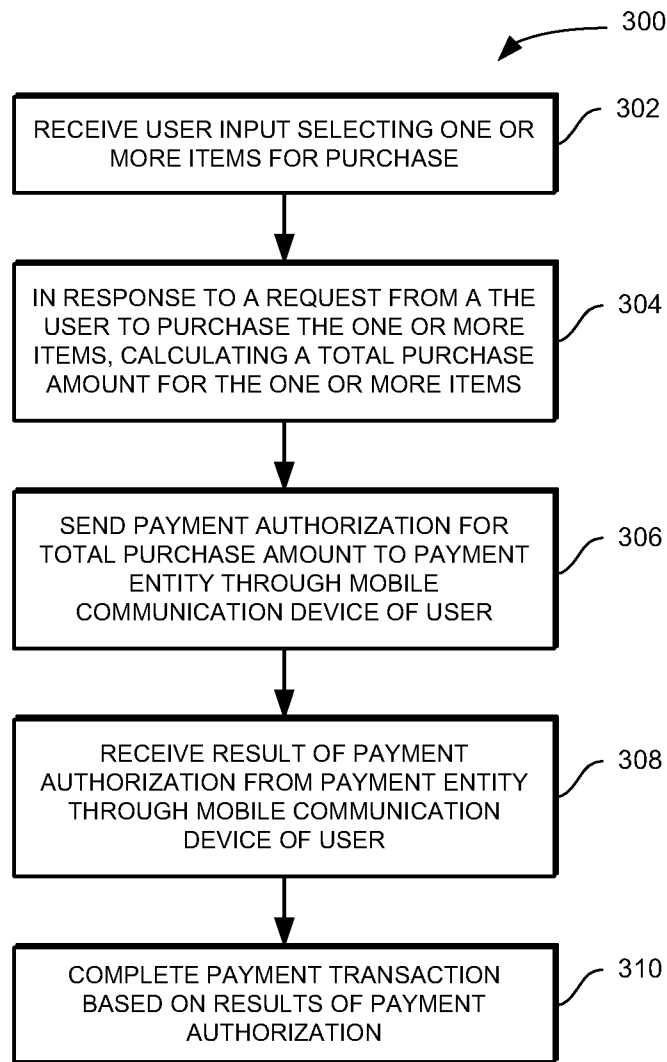 300
RECEIVE USER INPUT SELECTING ONE OR
MORE ITEMS FOR PURCHASE
302
IN RESPONSE TO A REQUEST FROM A THE
USER TO PURCHASE THE ONE OR MORE
ITEMS, CALCULATING A TOTAL PURCHASE
AMOUNT FOR THE ONE OR MORE ITEMS
304
SEND PAYMENT AUTHORIZATION FOR
TOTAL PURCHASE AMOUNT TO PAYMENT
ENTITY THROUGH MOBILE
COMMUNICATION DEVICE OF USER
306
RECEIVE RESULT OF PAYMENT
AUTHORIZATION FROM PAYMENT ENTITY
THROUGH MOBILE COMMUNICATION
DEVICE OF USER
308
COMPLETE PAYMENT TRANSACTION
BASED ON RESULTS OF PAYMENT
AUTHORIZATION
310